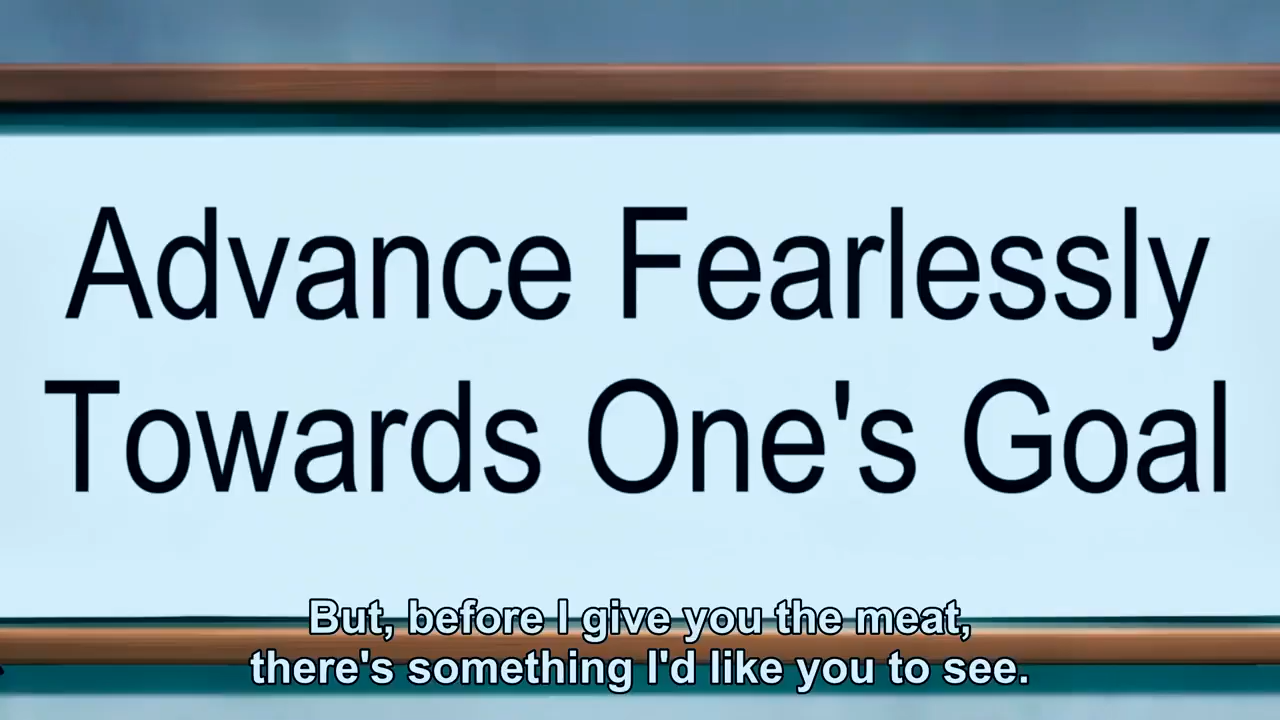 Advance Fearlessly
Towards One's Goal
But, before I give you the meat,
there's something I'd like you to see.